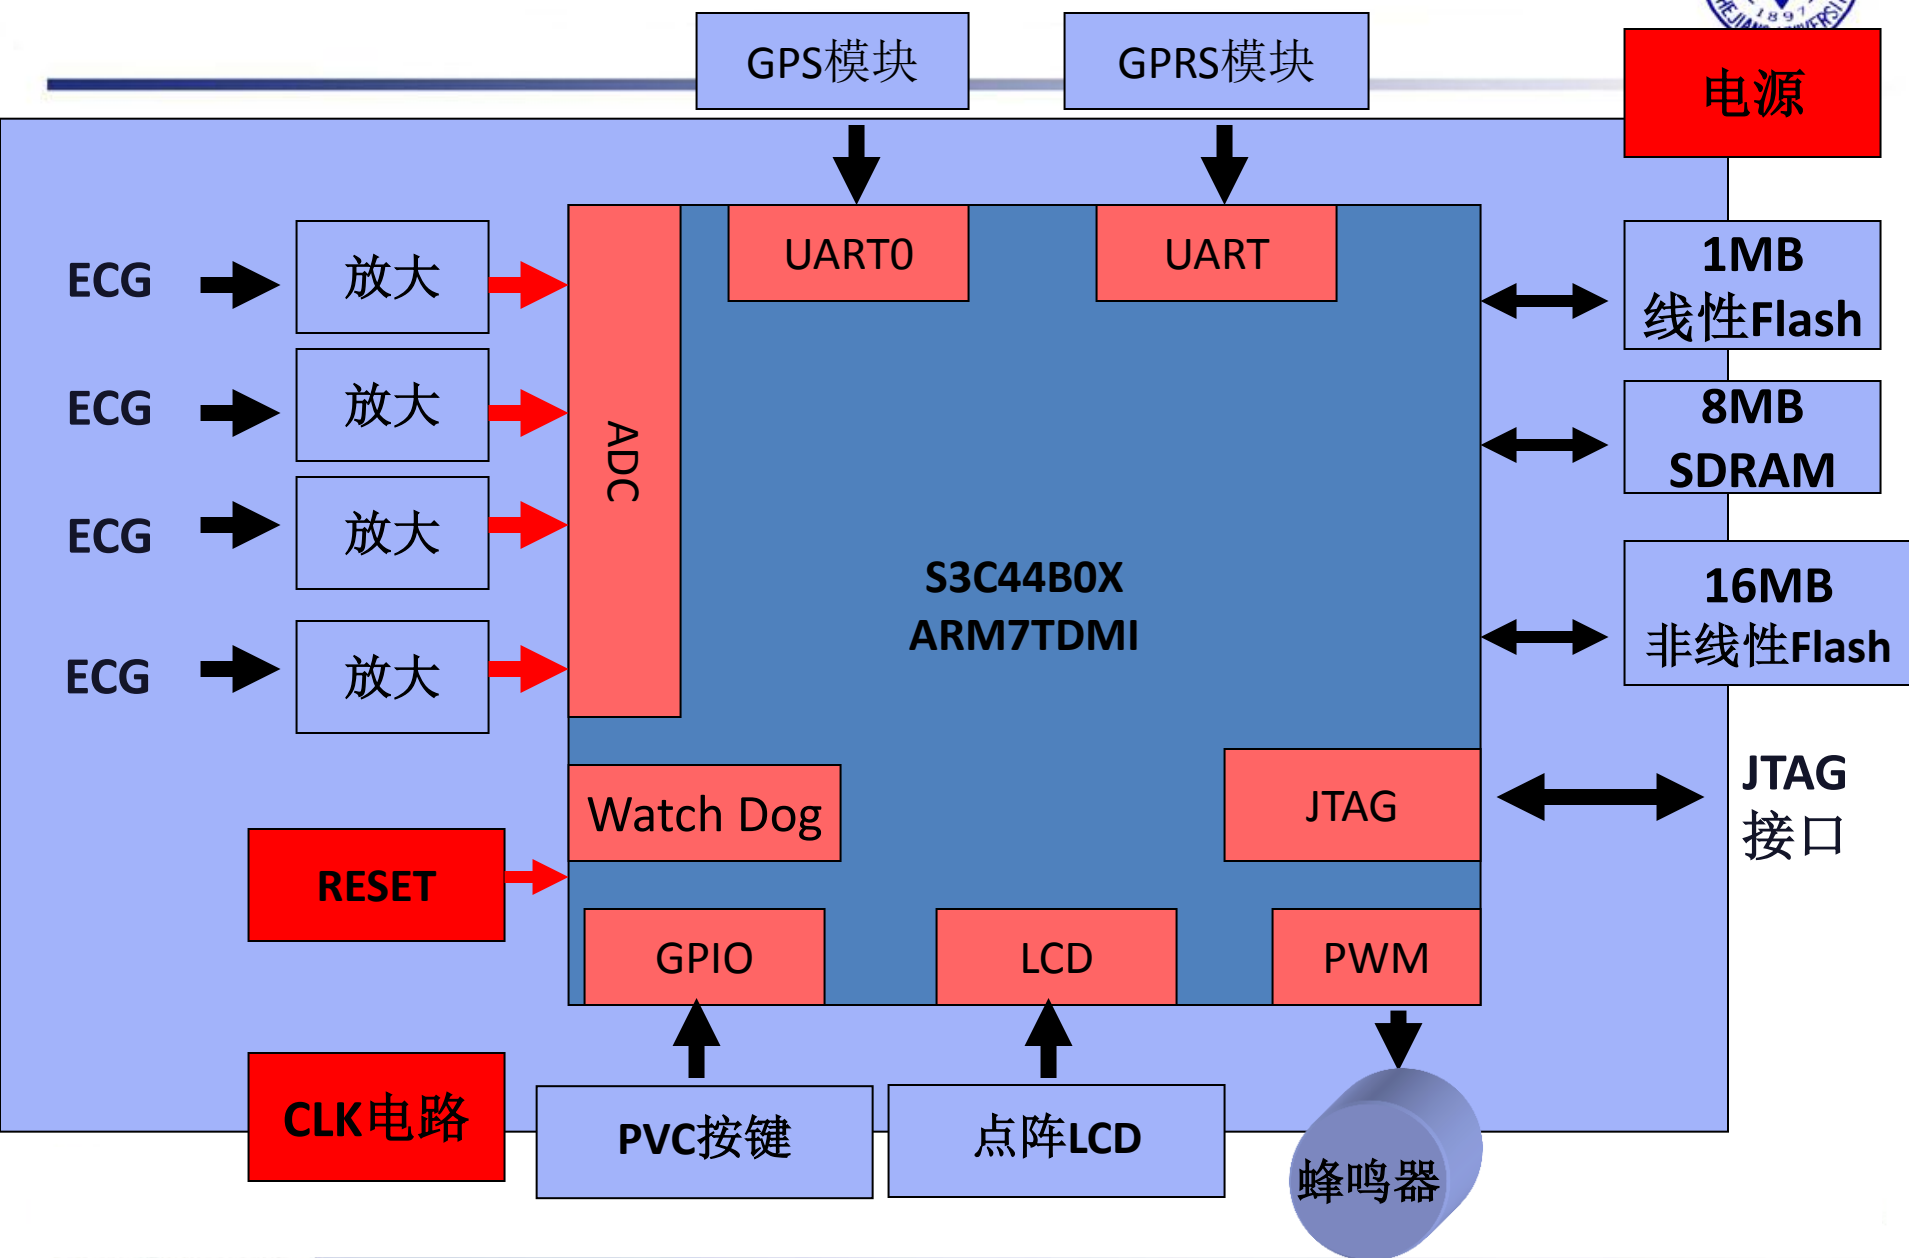 1897
GPS模块
GPRS模块
电源
UART0
UART
ECG
放大
1MB
线性Flash
ECG
放大
ADC
8MB
SDRAM
ECG
放大
S3C44B0X
ARM7TDMI
16MB
非线性Flash
ECG
放大
Watch Dog
JTAG
JTAG
接口
RESET
GPIO
LCD
PWM
CLK电路
PVC按键
点阵LCD
蜂鸣器